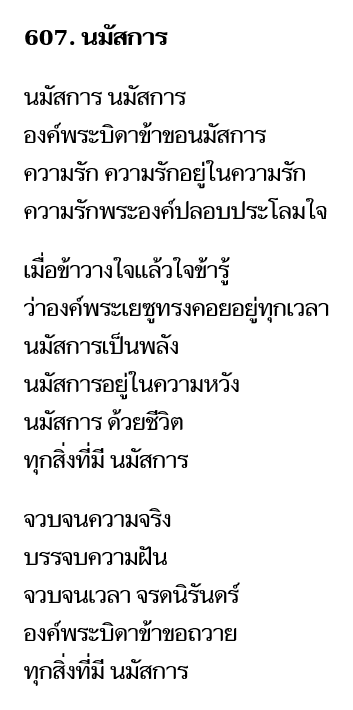 607. นมัสการ
นมัสการ นมัสการ
องค์พระบิดาข้าขอนมัสการ
ความรัก ความรักอยู่ในความรัก
ความรักพระองค์ปลอบประโลมใจ
เมื่อข้าวางใจแล้วใจข้ารู้
ว่าองค์พระเยซูทรงคอยอยู่ทุกเวลา
นมัสการเป็นพลัง
นมัสการอยู่ในความหวัง
นมัสการ ด้วยชีวิต
ทุกสิ่งที่มี นมัสการ
จวบจนความจริง
บรรจบความฝัน
จวบจนเวลา จรดนิรันดร์
องค์พระบิดาข้าขอถวาย
ทุกสิ่งที่มี นมัสการ